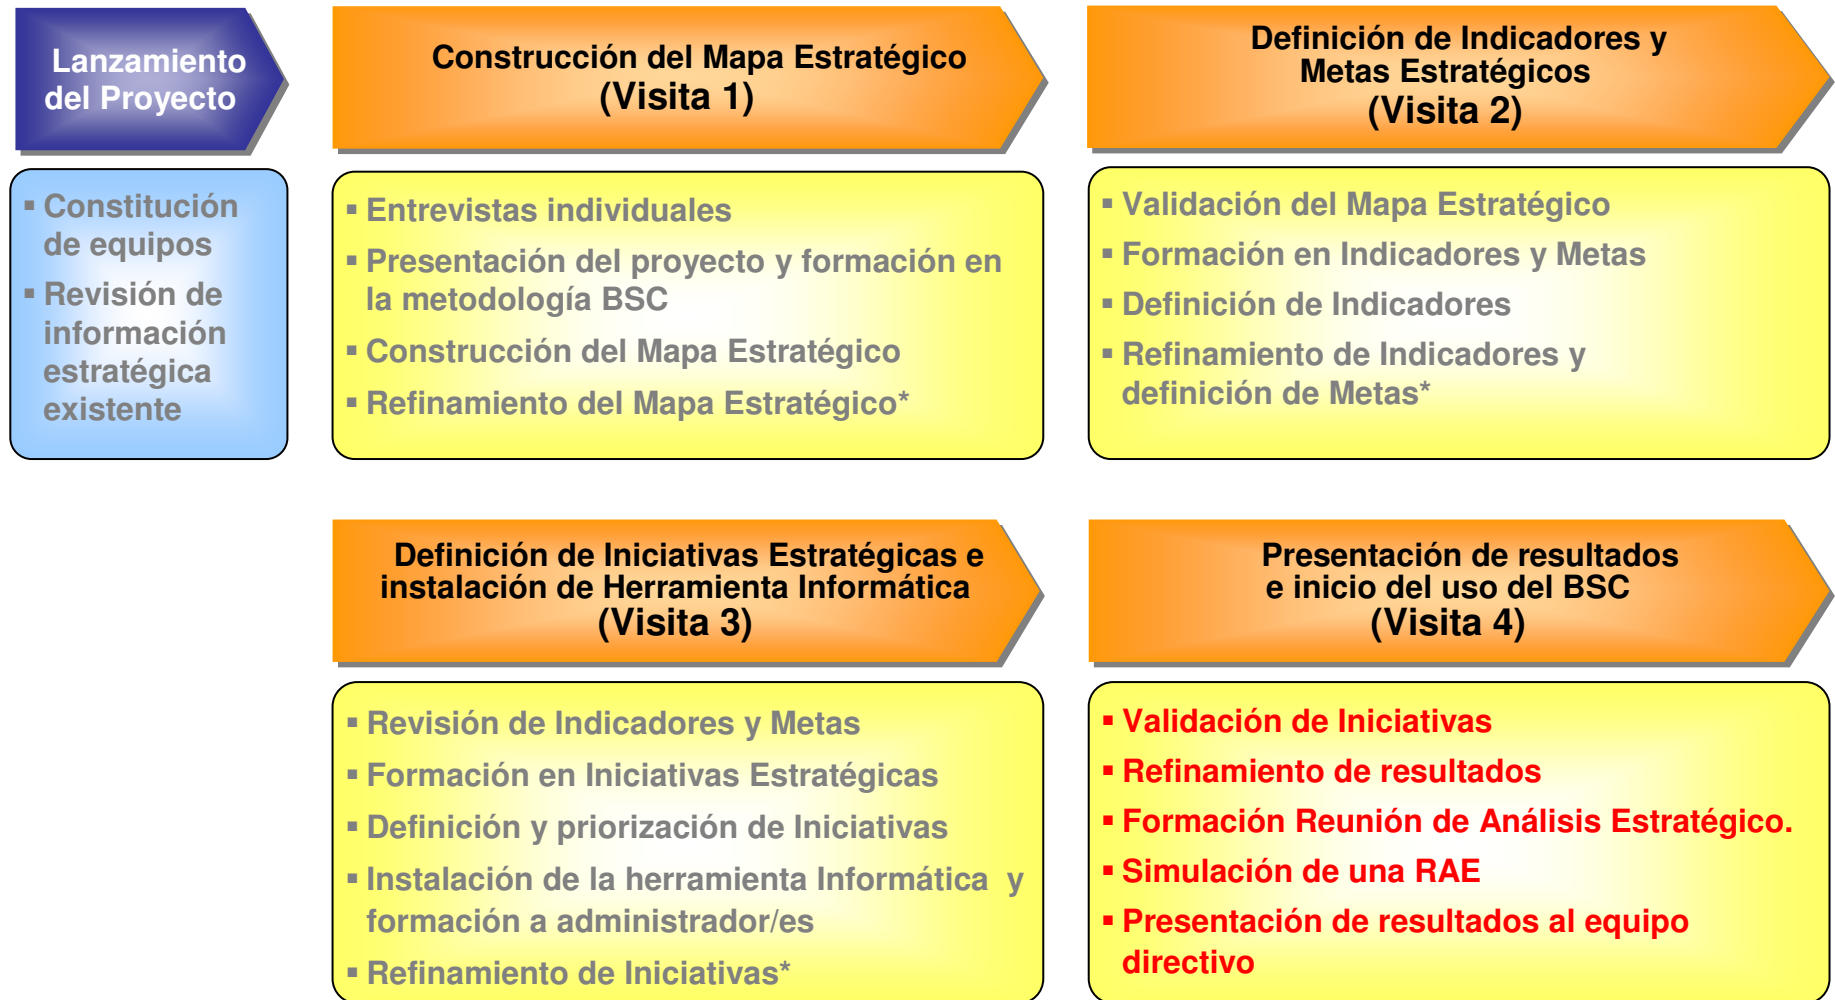 Lanzamiento
del Proyecto
▪ Constitución
de equipos
▪ Revisión de
información
estratégica
existente
Construcción del Mapa Estratégico
(Visita 1)
▪ Entrevistas individuales
▪ Presentación del proyecto y formación en
la metodología BSC
▪ Construcción del Mapa Estratégico
▪ Refinamiento del Mapa Estratégico*
Definición de Indicadores y
Metas Estratégicos
(Visita 2)
▪ Validación del Mapa Estratégico
▪ Formación en Indicadores y Metas
▪ Definición de Indicadores
▪ Refinamiento de Indicadores y
definición de Metas*
Definición de Iniciativas Estratégicas e
instalación de Herramienta Informática
(Visita 3)
▪ Revisión de Indicadores y Metas
▪ Formación en Iniciativas Estratégicas
▪ Definición y priorización de Iniciativas
▪ Instalación de la herramienta Informática y
formación a administrador/es
▪ Refinamiento de Iniciativas*
Presentación de resultados
e inicio del uso del BSC
(Visita 4)
▪ Validación de Iniciativas
▪ Refinamiento de resultados
▪ Formación Reunión de Análisis Estratégico.
▪ Simulación de una RAE
▪ Presentación de resultados al equipo
directivo